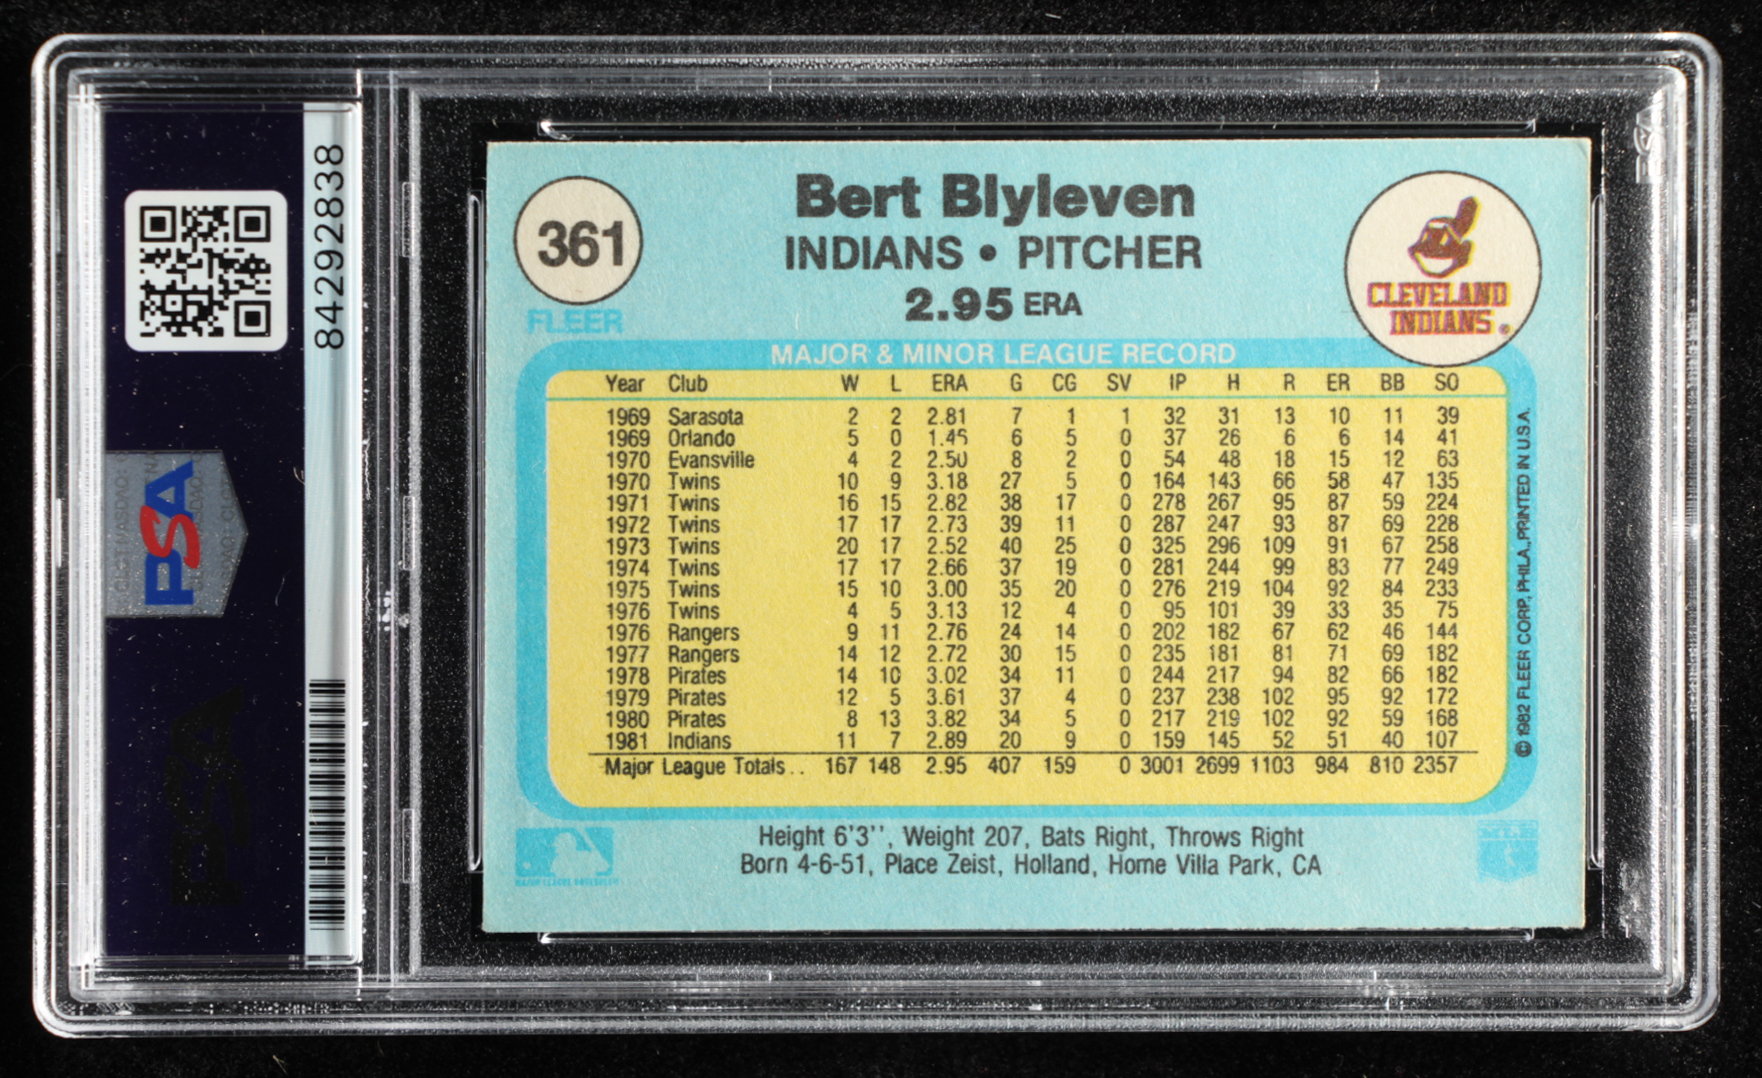 84292838
PSA
361
FLEER
Bert Blyleven
INDIANS • PITCHER
2.95 ERA
CLEVELAND
INDIANS
MAJOR & MINOR LEAGUE RECORD
Year Club W L ERA G CG SV IP H R ER BB SO
1969 Sarasota 2 2 2.81 7 1 1 32 31 13 10 11 39
1969 Orlando 5 0 1.45 6 5 0 37 26 6 6 14 41
1970 Evansville 4 2 2.50 8 2 0 54 48 18 15 12 63
1970 Twins 10 9 3.18 27 5 0 164 143 66 58 47 135
1971 Twins 16 15 2.82 38 17 0 278 267 95 87 59 224
1972 Twins 17 17 2.73 39 11 0 287 247 93 87 69 228
1973 Twins 20 17 2.52 40 25 0 325 296 109 91 67 258
1974 Twins 17 17 2.66 37 19 0 281 244 99 83 77 249
1975 Twins 15 10 3.00 35 20 0 276 219 104 92 84 233
1976 Twins 4 5 3.13 12 4 0 95 101 39 33 35 75
1976 Rangers 9 11 2.76 24 14 0 202 182 67 62 46 144
1977 Rangers 14 12 2.72 30 15 0 235 181 81 71 69 182
1978 Pirates 14 10 3.02 34 11 0 244 217 94 82 66 182
1979 Pirates 12 5 3.61 37 4 0 237 238 102 95 92 172
1980 Pirates 8 13 3.82 34 5 0 217 219 102 92 59 168
1981 Indians 11 7 2.89 20 9 0 159 145 52 51 40 107
Major League Totals.. 167 148 2.95 407 159 0 3001 2699 1103 984 810 2357
© 1982 FLEER CORP., PHILA., PRINTED IN U.S.A.
Height 6'3'', Weight 207, Bats Right, Throws Right
Born 4-6-51, Place Zeist, Holland, Home Villa Park, CA
MAJOR LEAGUE BASEBALL
PSA
PSA